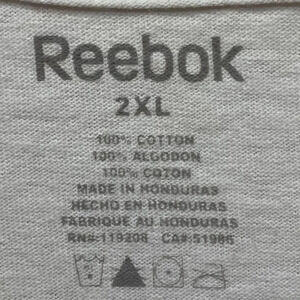 Reebok
2XL
100% COTTON
100% ALGODON
100% COTON
MADE IN HONDURAS
HECHO EN HONDURAS
FABRIQUE AU HONDURAS
RN#:119208 CA#:51986